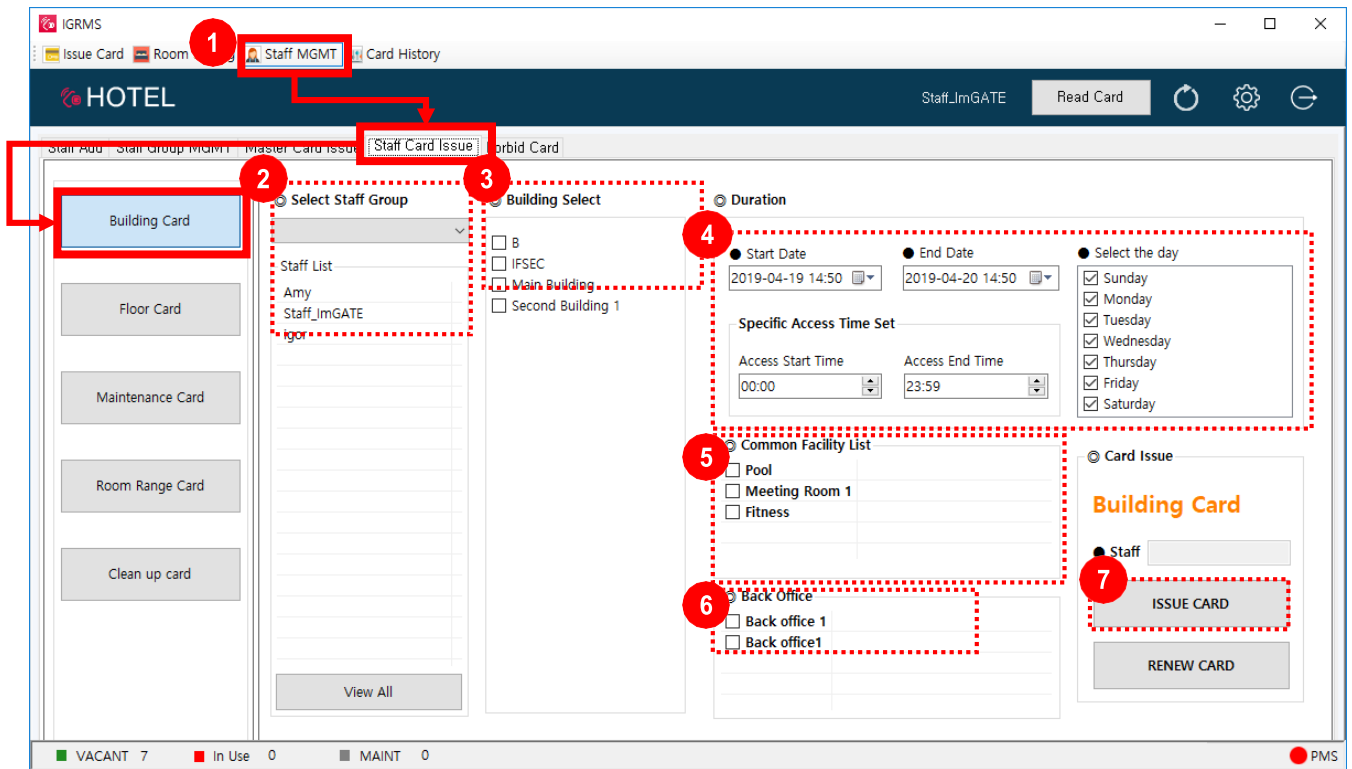 IGRMS
1
Issue Card Room Staff MGMT Card History
HOTEL
Staff_ImGATE Read Card
Staff Add Staff Group MGMT Master Card Issue Staff Card Issue Forbid Card
Building Card
Floor Card
Maintenance Card
Room Range Card
Clean up card
2
Select Staff Group
Staff List
Amy
Staff_ImGATE
igor
View All
3
Building Select
B
IFSEC
Main Building
Second Building 1
Duration
4
Start Date
2019-04-19 14:50
End Date
2019-04-20 14:50
Specific Access Time Set
Access Start Time
00:00
Access End Time
23:59
Select the day
Sunday
Monday
Tuesday
Wednesday
Thursday
Friday
Saturday
5
Common Facility List
Pool
Meeting Room 1
Fitness
6
Back Office
Back office 1
Back office1
Card Issue
Building Card
Staff
7
ISSUE CARD
RENEW CARD
VACANT 7 In Use 0 MAINT 0
PMS